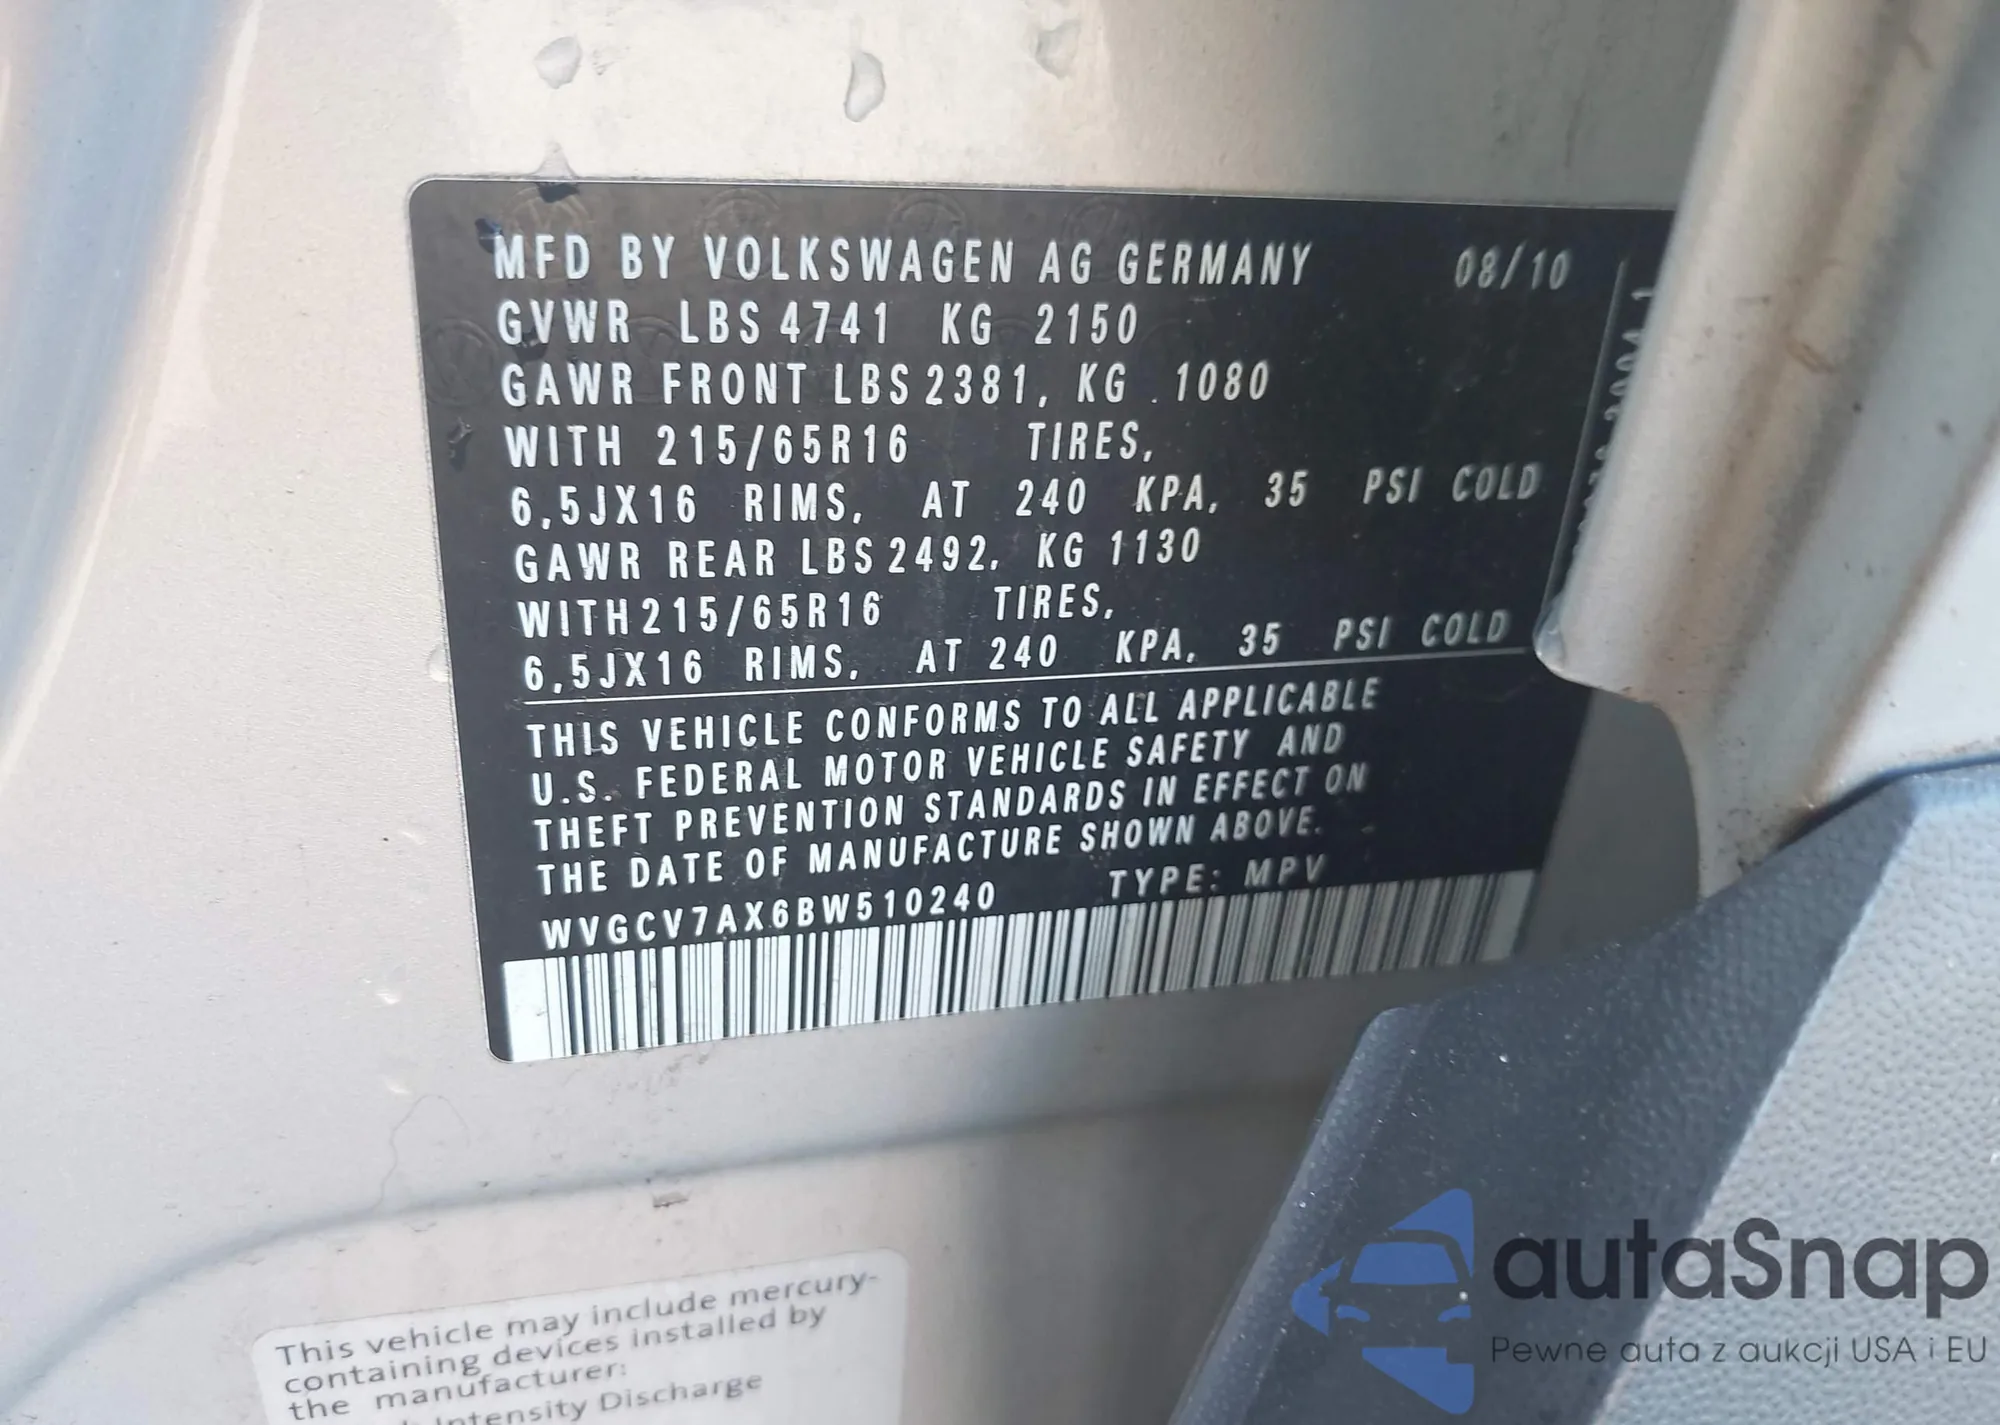 MFD BY VOLKSWAGEN AG GERMANY 08/10
GVWR LBS 4741 KG 2150
GAWR FRONT LBS 2381, KG . 1080
WITH 215/65R16 TIRES,
6,5JX16 RIMS, AT 240 KPA, 35 PSI COLD
GAWR REAR LBS 2492, KG 1130
WITH 215/65R16 TIRES,
6,5JX16 RIMS, AT 240 KPA, 35 PSI COLD
THIS VEHICLE CONFORMS TO ALL APPLICABLE
U.S. FEDERAL MOTOR VEHICLE SAFETY AND
THEFT PREVENTION STANDARDS IN EFFECT ON
THE DATE OF MANUFACTURE SHOWN ABOVE.
WVGCV7AX6BW510240 TYPE: MPV
This vehicle may include mercury-
containing devices installed by
the manufacturer:
Intensity Discharge
autaSnap
Pewne auta z aukcji USA i EU